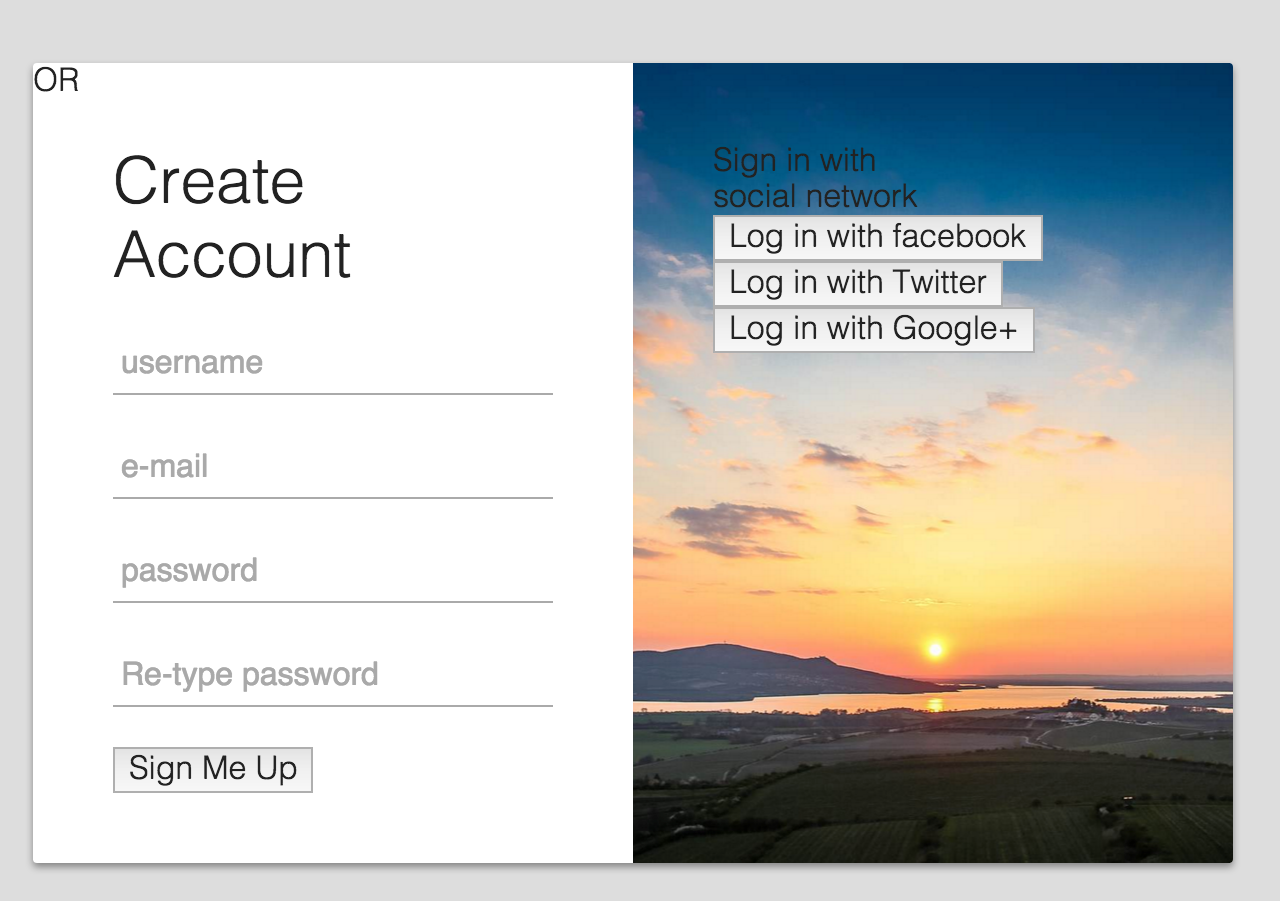 OR
Create
Account
username
e-mail
password
Re-type password
Sign Me Up
Sign in with
social network
Log in with facebook
Log in with Twitter
Log in with Google+